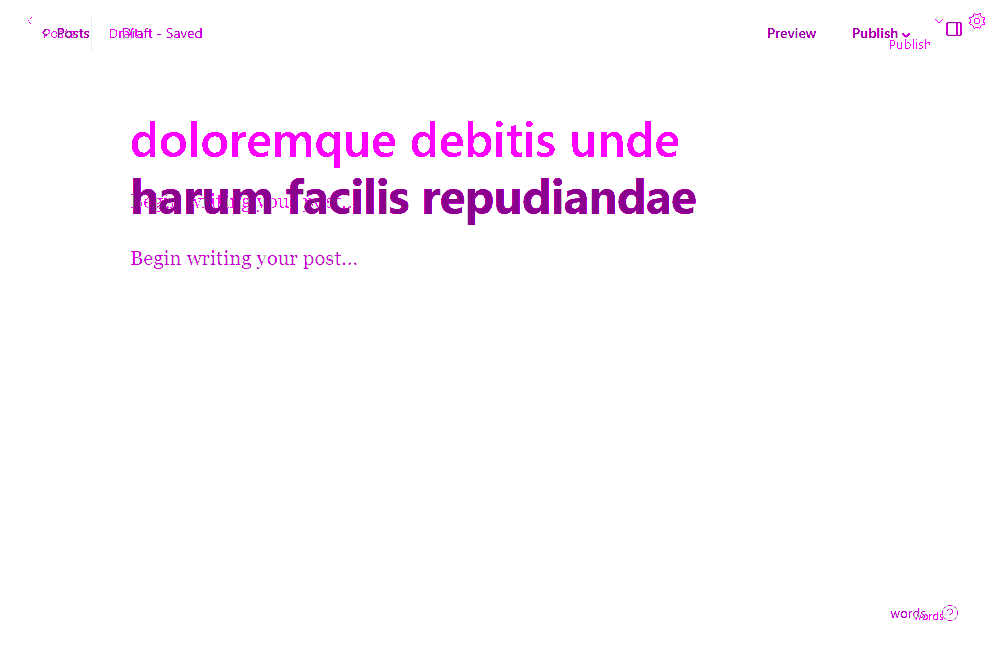 Posts Posts Draft Draft - Saved Preview Publish
Publish
doloremque debitis unde
harum facilis repudiandae
Begin writing your post...
Begin writing your post...
words
words